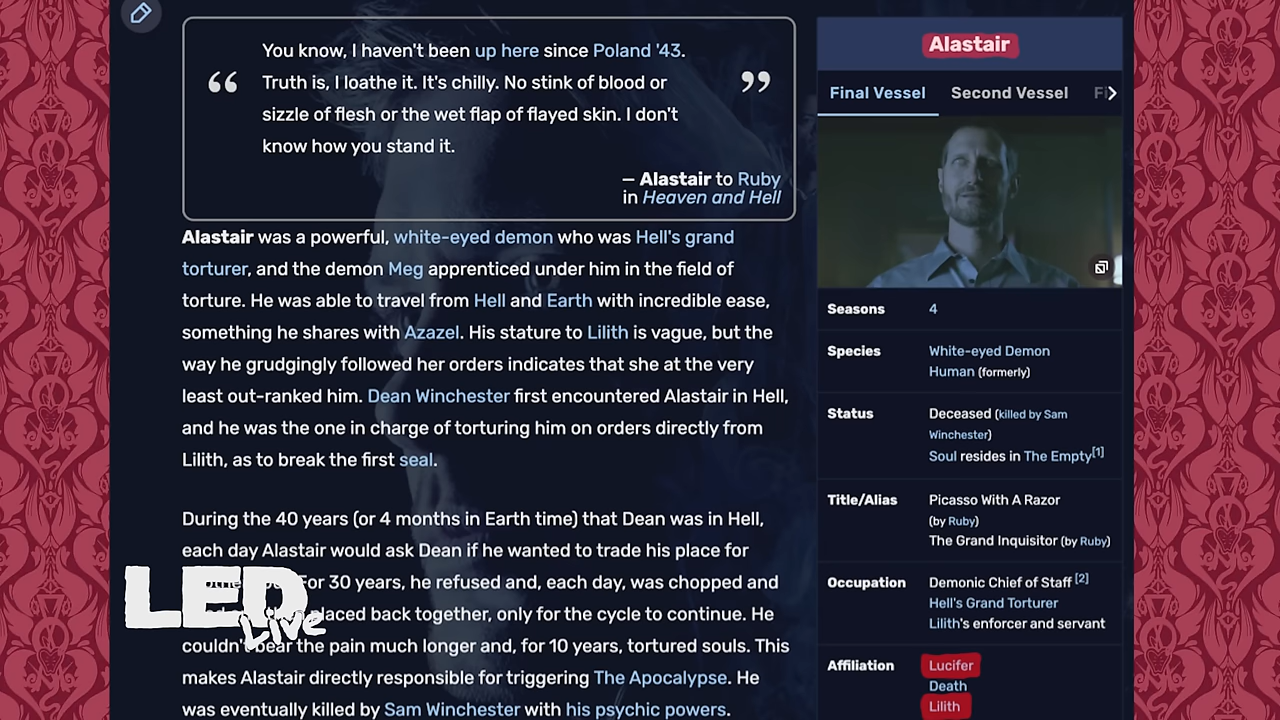 You know, I haven't been up here since Poland '43.
Truth is, I loathe it. It's chilly. No stink of blood or
sizzle of flesh or the wet flap of flayed skin. I don't
know how you stand it.
— Alastair to Ruby
in Heaven and Hell
Alastair was a powerful, white-eyed demon who was Hell's grand
torturer, and the demon Meg apprenticed under him in the field of
torture. He was able to travel from Hell and Earth with incredible ease,
something he shares with Azazel. His stature to Lilith is vague, but the
way he grudgingly followed her orders indicates that she at the very
least out-ranked him. Dean Winchester first encountered Alastair in Hell,
and he was the one in charge of torturing him on orders directly from
Lilith, as to break the first seal.
During the 40 years (or 4 months in Earth time) that Dean was in Hell,
each day Alastair would ask Dean if he wanted to trade his place for
For 30 years, he refused and, each day, was chopped and
placed back together, only for the cycle to continue. He
couldn't bear the pain much longer and, for 10 years, tortured souls. This
makes Alastair directly responsible for triggering The Apocalypse. He
was eventually killed by Sam Winchester with his psychic powers.
LED
Live
Alastair
Final Vessel Second Vessel Fi
Seasons 4
Species White-eyed Demon
Human (formerly)
Status Deceased (killed by Sam
Winchester)
Soul resides in The Empty[1]
Title/Alias Picasso With A Razor
(by Ruby)
The Grand Inquisitor (by Ruby)
Occupation Demonic Chief of Staff [2]
Hell's Grand Torturer
Lilith's enforcer and servant
Affiliation Lucifer
Death
Lilith